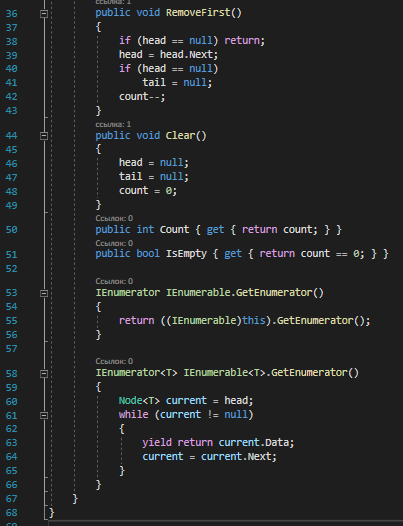 ссылка: 1
36 public void RemoveFirst()
37 {
38 if (head == null) return;
39 head = head.Next;
40 if (head == null)
41 tail = null;
42 count--;
43 }
ссылка: 1
44 public void Clear()
45 {
46 head = null;
47 tail = null;
48 count = 0;
49 }
Ссылок: 0
50 public int Count { get { return count; } }
Ссылок: 0
51 public bool IsEmpty { get { return count == 0; } }
52
Ссылок: 0
53 IEnumerator IEnumerable.GetEnumerator()
54 {
55 return ((IEnumerable)this).GetEnumerator();
56 }
57
Ссылок: 0
58 IEnumerator<T> IEnumerable<T>.GetEnumerator()
59 {
60 Node<T> current = head;
61 while (current != null)
62 {
63 yield return current.Data;
64 current = current.Next;
65 }
66 }
67 }
68 }
69